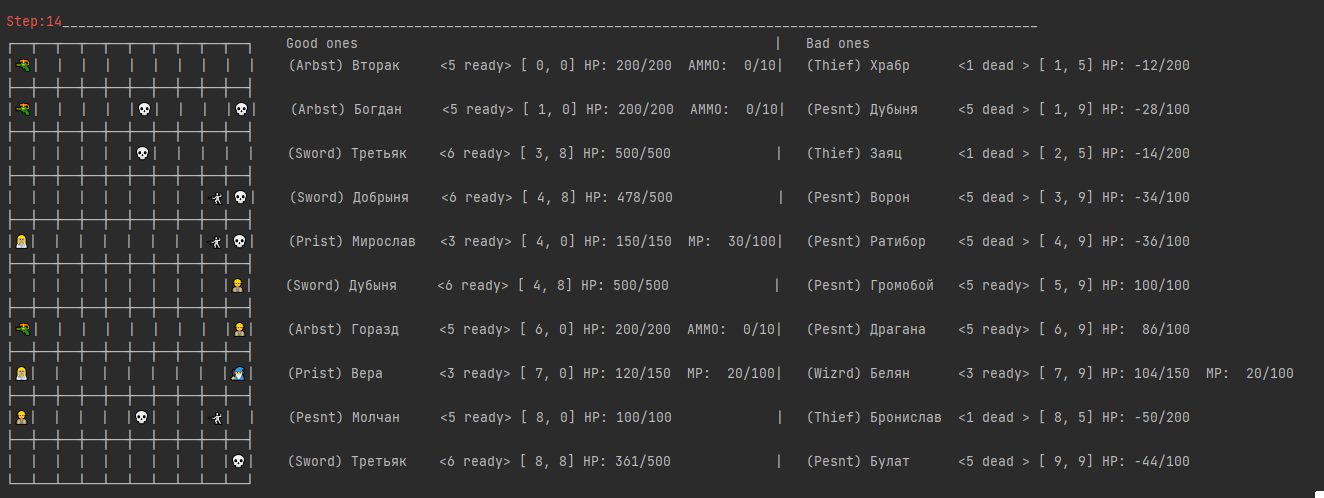 Step:14
Good ones | Bad ones
(Arbst) Вторак <5 ready> [ 0, 0] HP: 200/200 AMMO: 0/10| (Thief) Храбр <1 dead > [ 1, 5] HP: -12/200
(Arbst) Богдан <5 ready> [ 1, 0] HP: 200/200 AMMO: 0/10| (Pesnt) Дубыня <5 dead > [ 1, 9] HP: -28/100
(Sword) Третьяк <6 ready> [ 3, 8] HP: 500/500 | (Thief) Заяц <1 dead > [ 2, 5] HP: -14/200
(Sword) Добрыня <6 ready> [ 4, 8] HP: 478/500 | (Pesnt) Ворон <5 dead > [ 3, 9] HP: -34/100
(Prist) Мирослав <3 ready> [ 4, 0] HP: 150/150 MP: 30/100| (Pesnt) Ратибор <5 dead > [ 4, 9] HP: -36/100
(Sword) Дубыня <6 ready> [ 4, 8] HP: 500/500 | (Pesnt) Громобой <5 ready> [ 5, 9] HP: 100/100
(Arbst) Горазд <5 ready> [ 6, 0] HP: 200/200 AMMO: 0/10| (Pesnt) Драгана <5 ready> [ 6, 9] HP: 86/100
(Prist) Вера <3 ready> [ 7, 0] HP: 120/150 MP: 20/100| (Wizrd) Белян <3 ready> [ 7, 9] HP: 104/150 MP: 20/100
(Pesnt) Молчан <5 ready> [ 8, 0] HP: 100/100 | (Thief) Бронислав <1 dead > [ 8, 5] HP: -50/200
(Sword) Третьяк <6 ready> [ 8, 8] HP: 361/500 | (Pesnt) Булат <5 dead > [ 9, 9] HP: -44/100